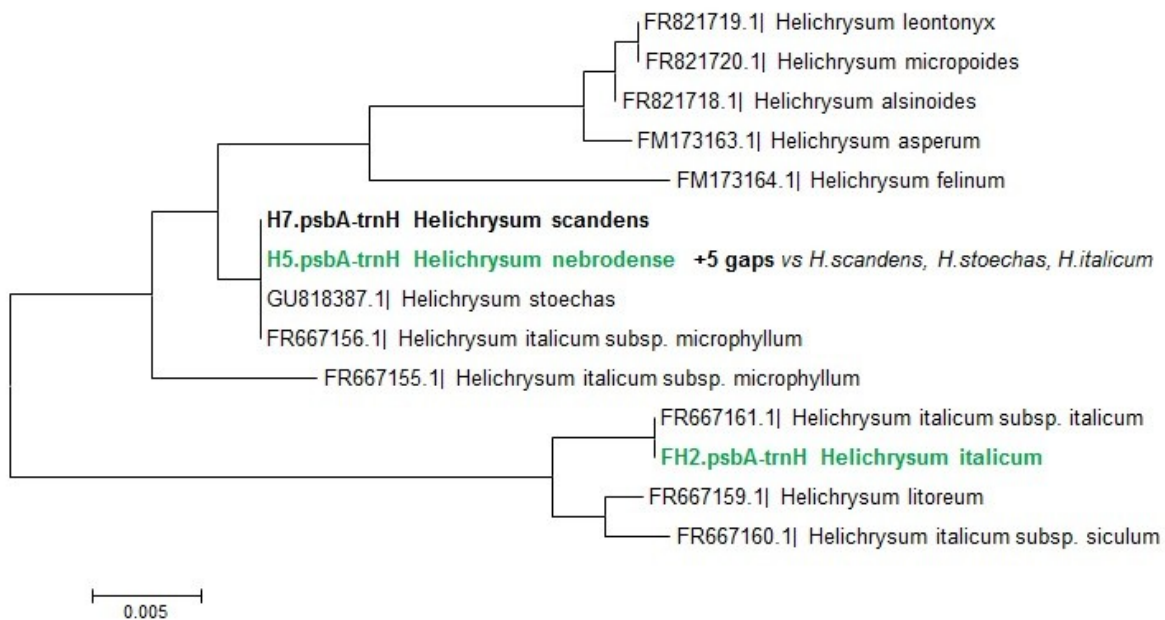 FR821719.1| Helichrysum leontonyx
FR821720.1| Helichrysum micropoides
FR821718.1| Helichrysum alsinoides
FM173163.1| Helichrysum asperum
FM173164.1| Helichrysum felinum
H7.psbA-trnH Helichrysum scandens
H5.psbA-trnH Helichrysum nebrodense +5 gaps vs H.scandens, H.stoechas, H.italicum
GU818387.1| Helichrysum stoechas
FR667156.1| Helichrysum italicum subsp. microphyllum
FR667155.1| Helichrysum italicum subsp. microphyllum
FR667161.1| Helichrysum italicum subsp. italicum
FH2.psbA-trnH Helichrysum italicum
FR667159.1| Helichrysum litoreum
FR667160.1| Helichrysum italicum subsp. siculum
0.005